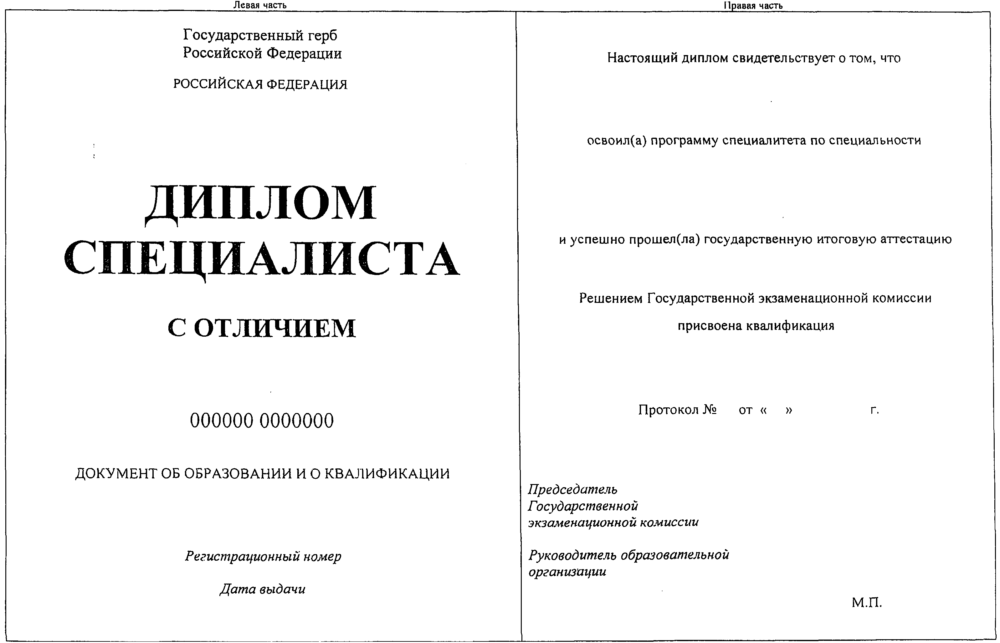 Левая часть
Государственный герб
Российской Федерации
РОССИЙСКАЯ ФЕДЕРАЦИЯ
ДИПЛОМ
СПЕЦИАЛИСТА
С ОТЛИЧИЕМ
000000 0000000
ДОКУМЕНТ ОБ ОБРАЗОВАНИИ И О КВАЛИФИКАЦИИ
Регистрационный номер
Дата выдачи
Правая часть
Настоящий диплом свидетельствует о том, что
освоил(а) программу специалитета по специальности
и успешно прошел(ла) государственную итоговую аттестацию
Решением Государственной экзаменационной комиссии
присвоена квалификация
Протокол № от « » г.
Председатель
Государственной
экзаменационной комиссии
Руководитель образовательной
организации
М.П.